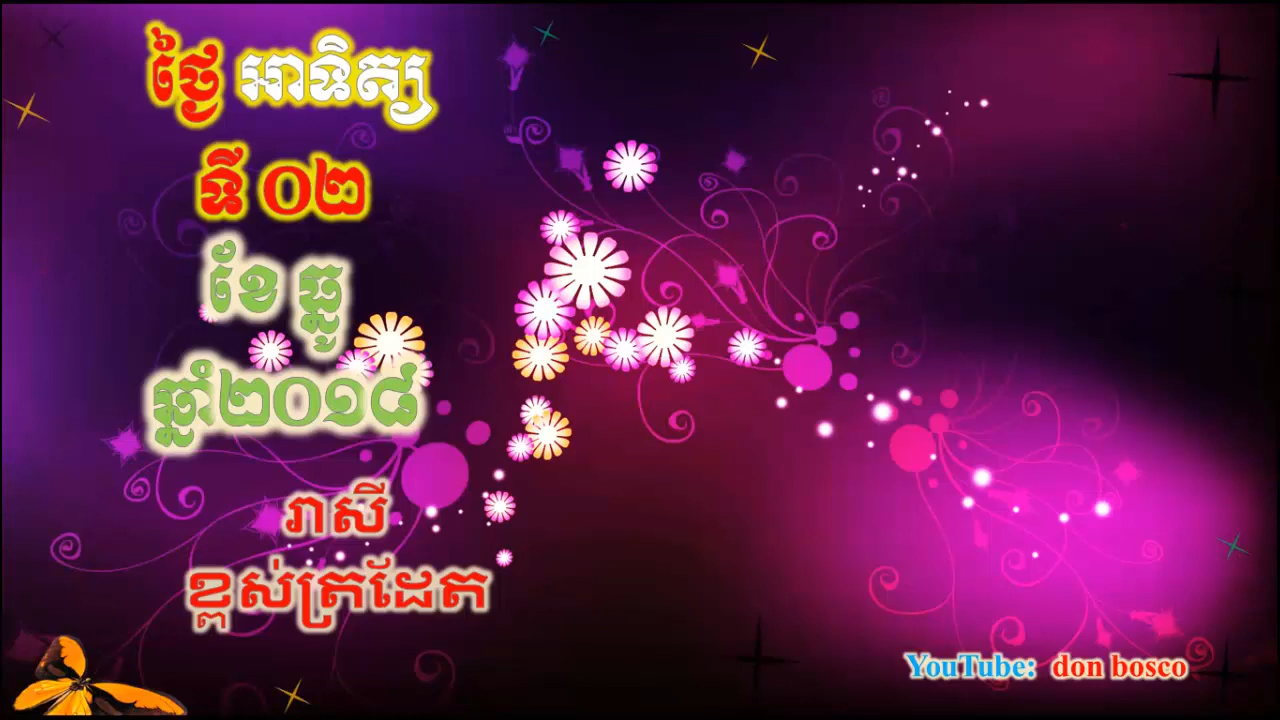 ថ្ងៃ អាទិត្យ
ទី ០២
ខែ ធ្នូ
ឆ្នាំ២០១៨
រាសី
ខ្ពស់ត្រដែត
YouTube: don bosco